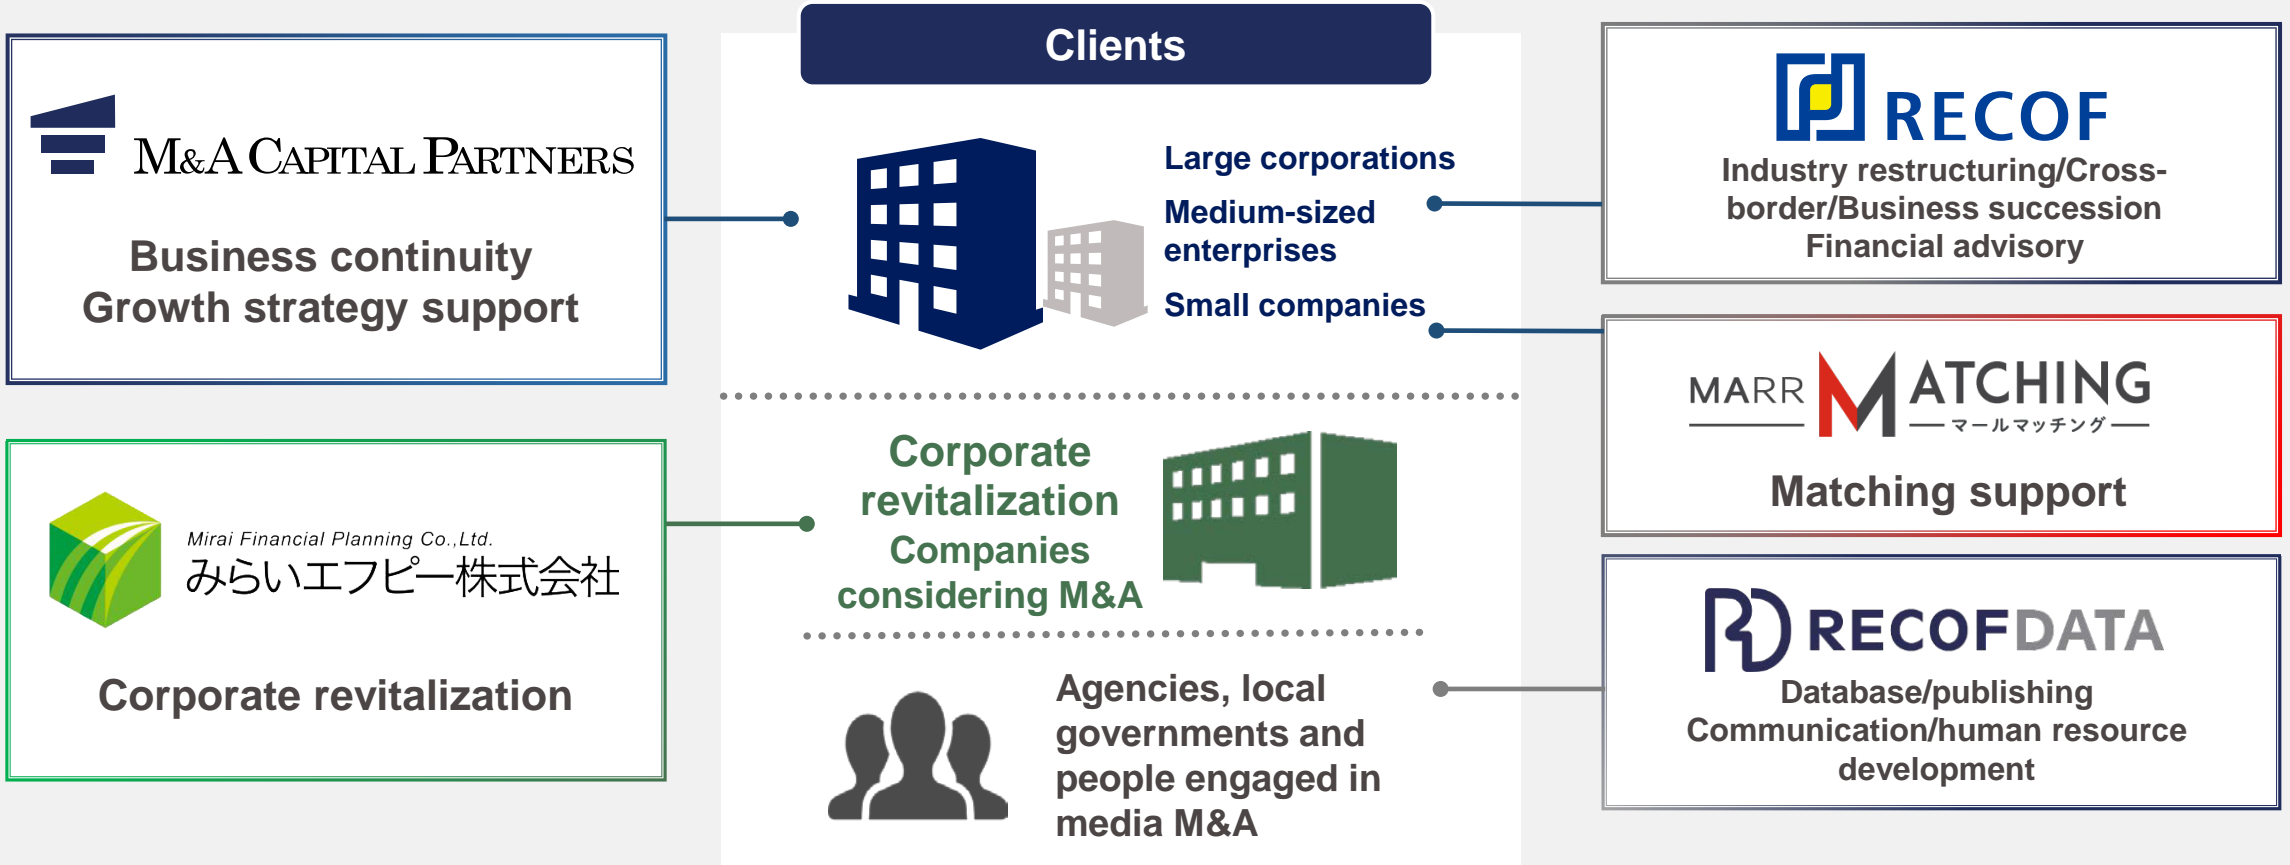 M&A CAPITAL PARTNERS
Business continuity
Growth strategy support
Mirai Financial Planning Co.,Ltd.
みらいエフピー株式会社
Corporate revitalization
Clients
Large corporations
Medium-sized
enterprises
Small companies
Corporate
revitalization
Companies
considering M&A
Agencies, local
governments and
people engaged in
media M&A
RECOF
Industry restructuring/Cross-
border/Business succession
Financial advisory
MARR MATCHING
マールマッチング
Matching support
RECOFDATA
Database/publishing
Communication/human resource
development